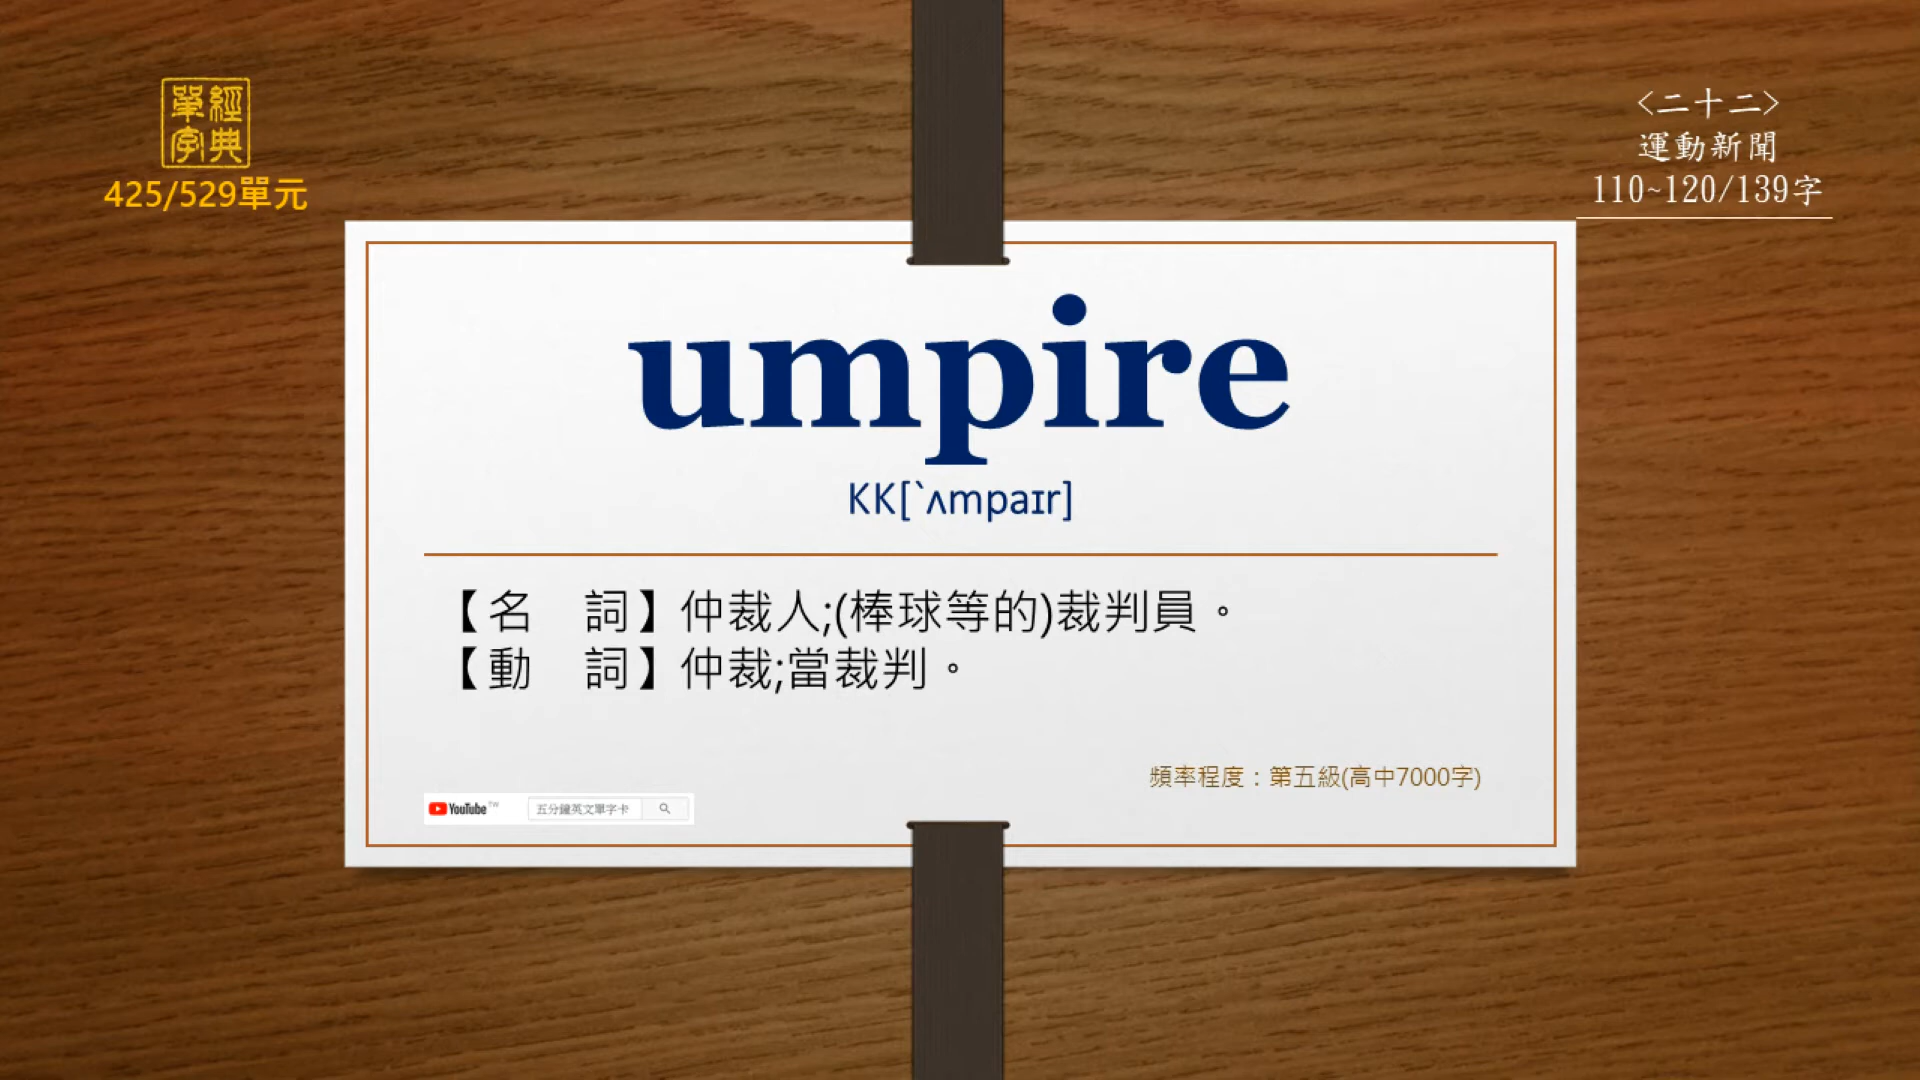 經典
單字
425/529單元
<二十二>
運動新聞
110~120/139字
umpire
KK[ˋʌmpaɪr]
【名 詞】仲裁人;(棒球等的)裁判員。
【動 詞】仲裁;當裁判。
頻率程度：第五級(高中7000字)
YouTube TW 五分鐘英文單字卡